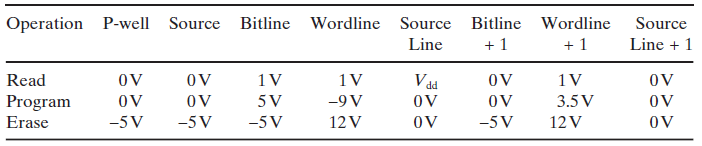 Operation P-well Source Bitline Wordline Source Bitline Wordline Source
Line + 1 + 1 Line + 1
Read 0 V 0 V 1 V 1 V Vdd 0 V 1 V 0 V
Program 0 V 0 V 5 V −9 V 0 V 0 V 3.5 V 0 V
Erase −5 V −5 V −5 V 12 V 0 V −5 V 12 V 0 V